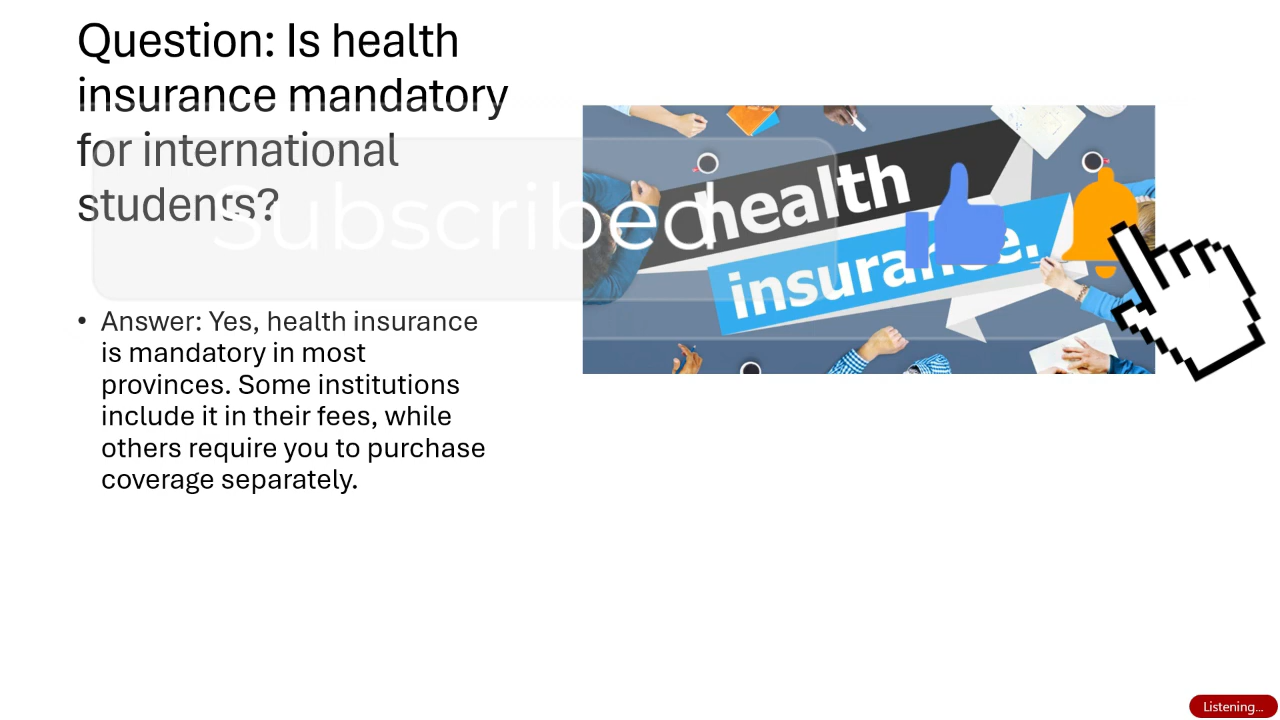 Question: Is health
insurance mandatory
for international
students?
Subscribed
health
insurance.
• Answer: Yes, health insurance
is mandatory in most
provinces. Some institutions
include it in their fees, while
others require you to purchase
coverage separately.
Listening...